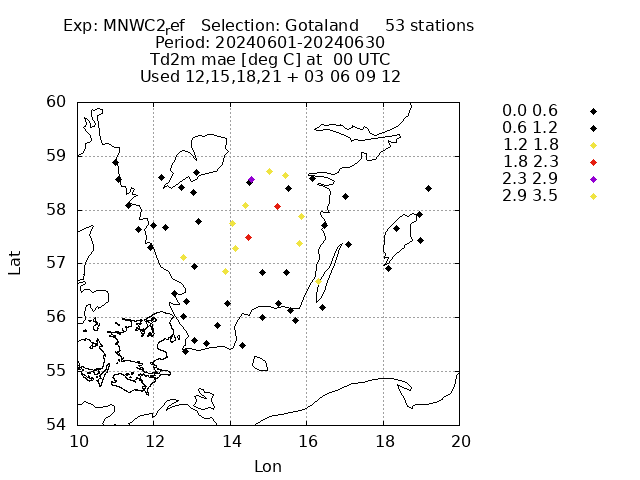 Exp: MNWC2ref Selection: Gotaland 53 stations
Period: 20240601-20240630
Td2m mae [deg C] at 00 UTC
Used 12,15,18,21 + 03 06 09 12
60
59
58
57
56
55
54
Lat
10 12 14 16 18 20
Lon
0.0 0.6
0.6 1.2
1.2 1.8
1.8 2.3
2.3 2.9
2.9 3.5